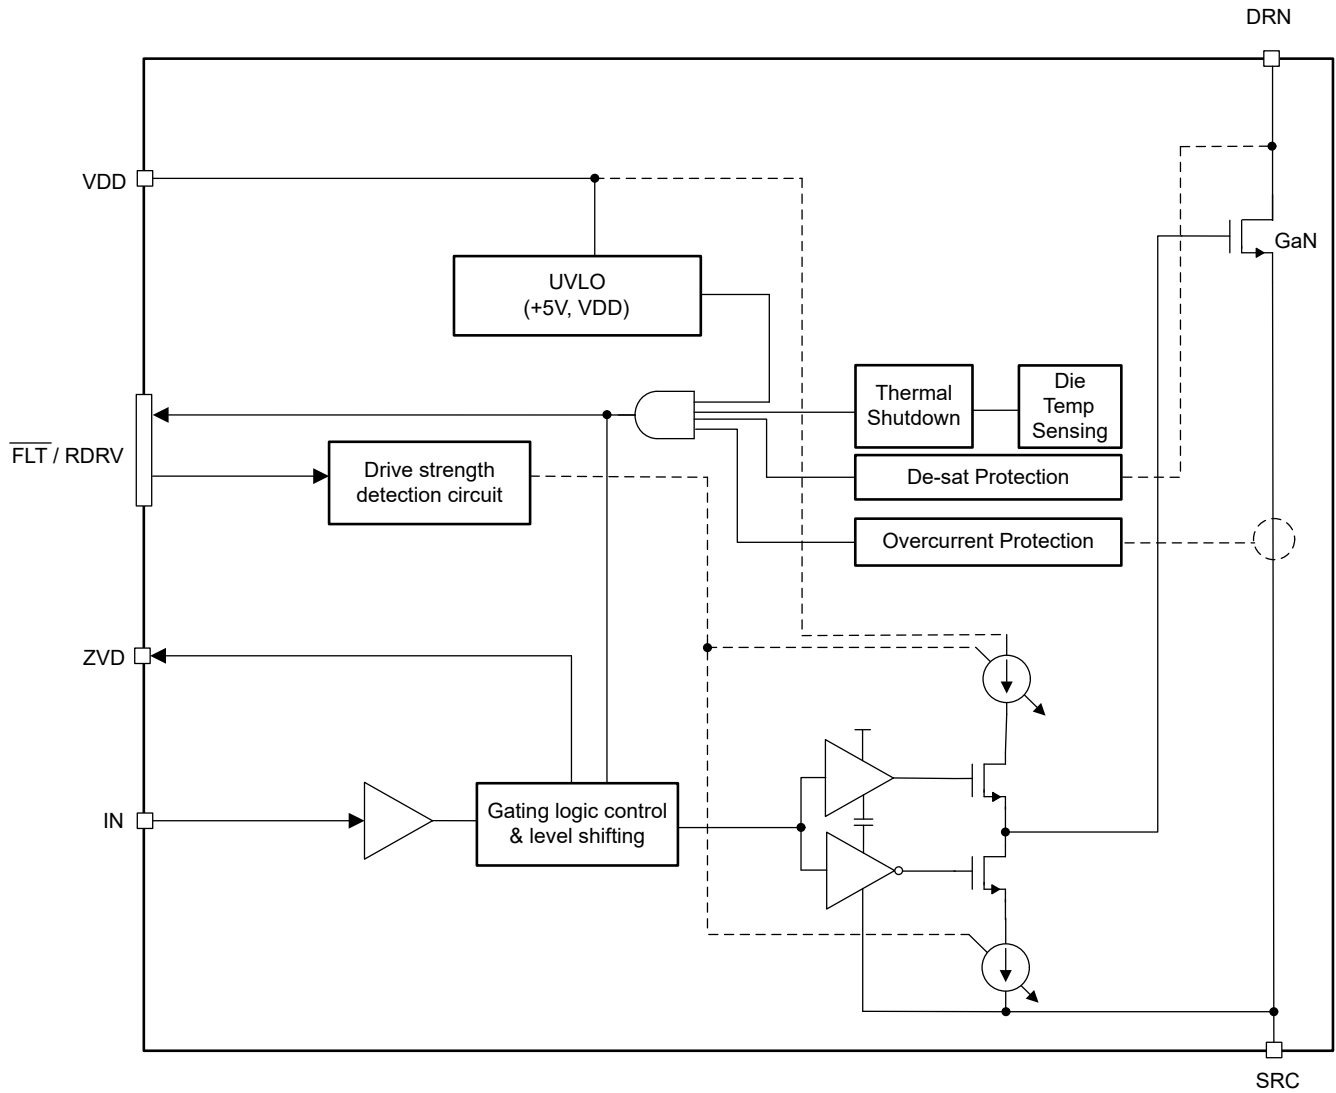 DRN
VDD
GaN
UVLO
(+5V, VDD)
Thermal
Shutdown
Die
Temp
Sensing
FLT / RDRV
Drive strength
detection circuit
De-sat Protection
Overcurrent Protection
ZVD
IN
Gating logic control
& level shifting
SRC